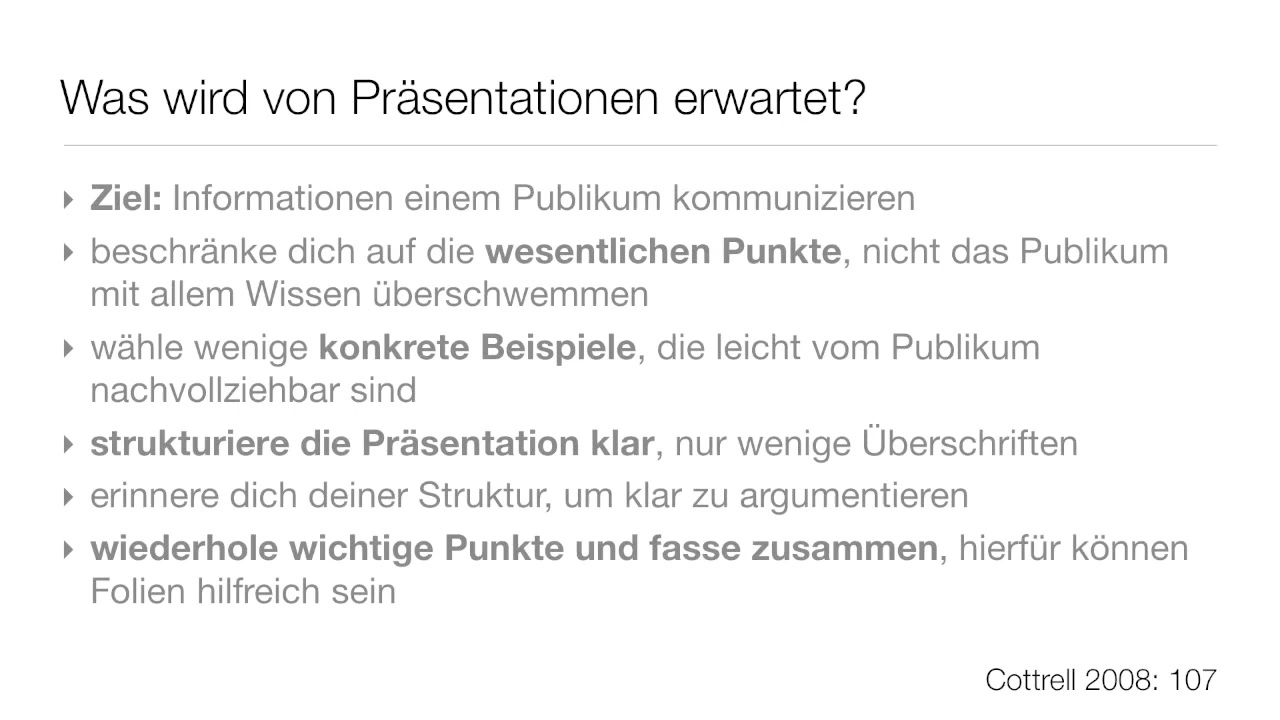 Was wird von Präsentationen erwartet?
‣ Ziel: Informationen einem Publikum kommunizieren
‣ beschränke dich auf die wesentlichen Punkte, nicht das Publikum
mit allem Wissen überschwemmen
‣ wähle wenige konkrete Beispiele, die leicht vom Publikum
nachvollziehbar sind
‣ strukturiere die Präsentation klar, nur wenige Überschriften
‣ erinnere dich deiner Struktur, um klar zu argumentieren
‣ wiederhole wichtige Punkte und fasse zusammen, hierfür können
Folien hilfreich sein
Cottrell 2008: 107